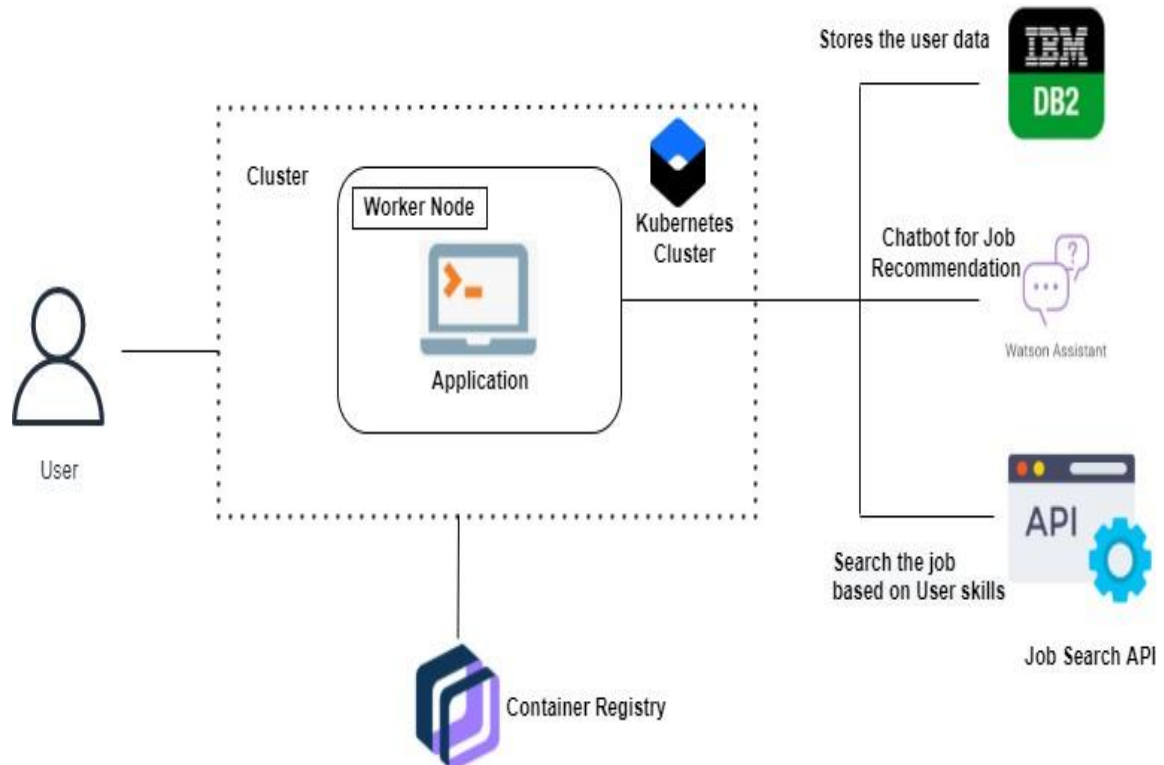 Stores the user data
IBM
DB2
Cluster
Worker Node
Kubernetes
Cluster
Application
Chatbot for Job
Recommendation
?
Watson Assistant
User
API
Search the job
based on User skills
Job Search API
Container Registry